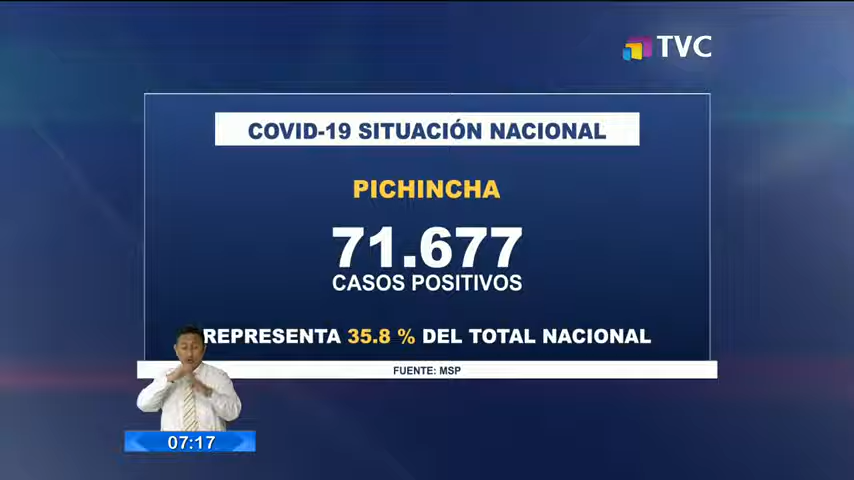 TVC
COVID-19 SITUACIÓN NACIONAL
PICHINCHA
71.677
CASOS POSITIVOS
REPRESENTA 35.8 % DEL TOTAL NACIONAL
FUENTE: MSP
07:17